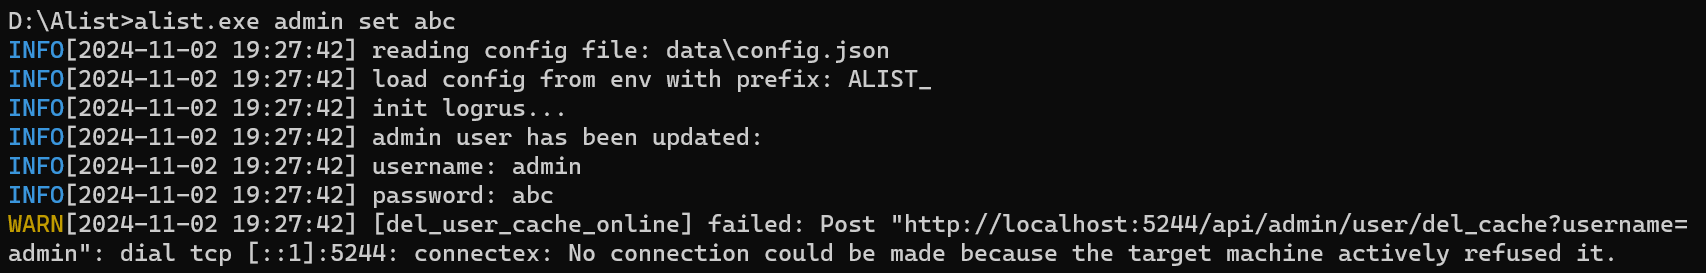 D:\Alist>alist.exe admin set abc
INFO[2024-11-02 19:27:42] reading config file: data\config.json
INFO[2024-11-02 19:27:42] load config from env with prefix: ALIST_
INFO[2024-11-02 19:27:42] init logrus...
INFO[2024-11-02 19:27:42] admin user has been updated:
INFO[2024-11-02 19:27:42] username: admin
INFO[2024-11-02 19:27:42] password: abc
WARN[2024-11-02 19:27:42] [del_user_cache_online] failed: Post "http://localhost:5244/api/admin/user/del_cache?username=
admin": dial tcp [::1]:5244: connectex: No connection could be made because the target machine actively refused it.